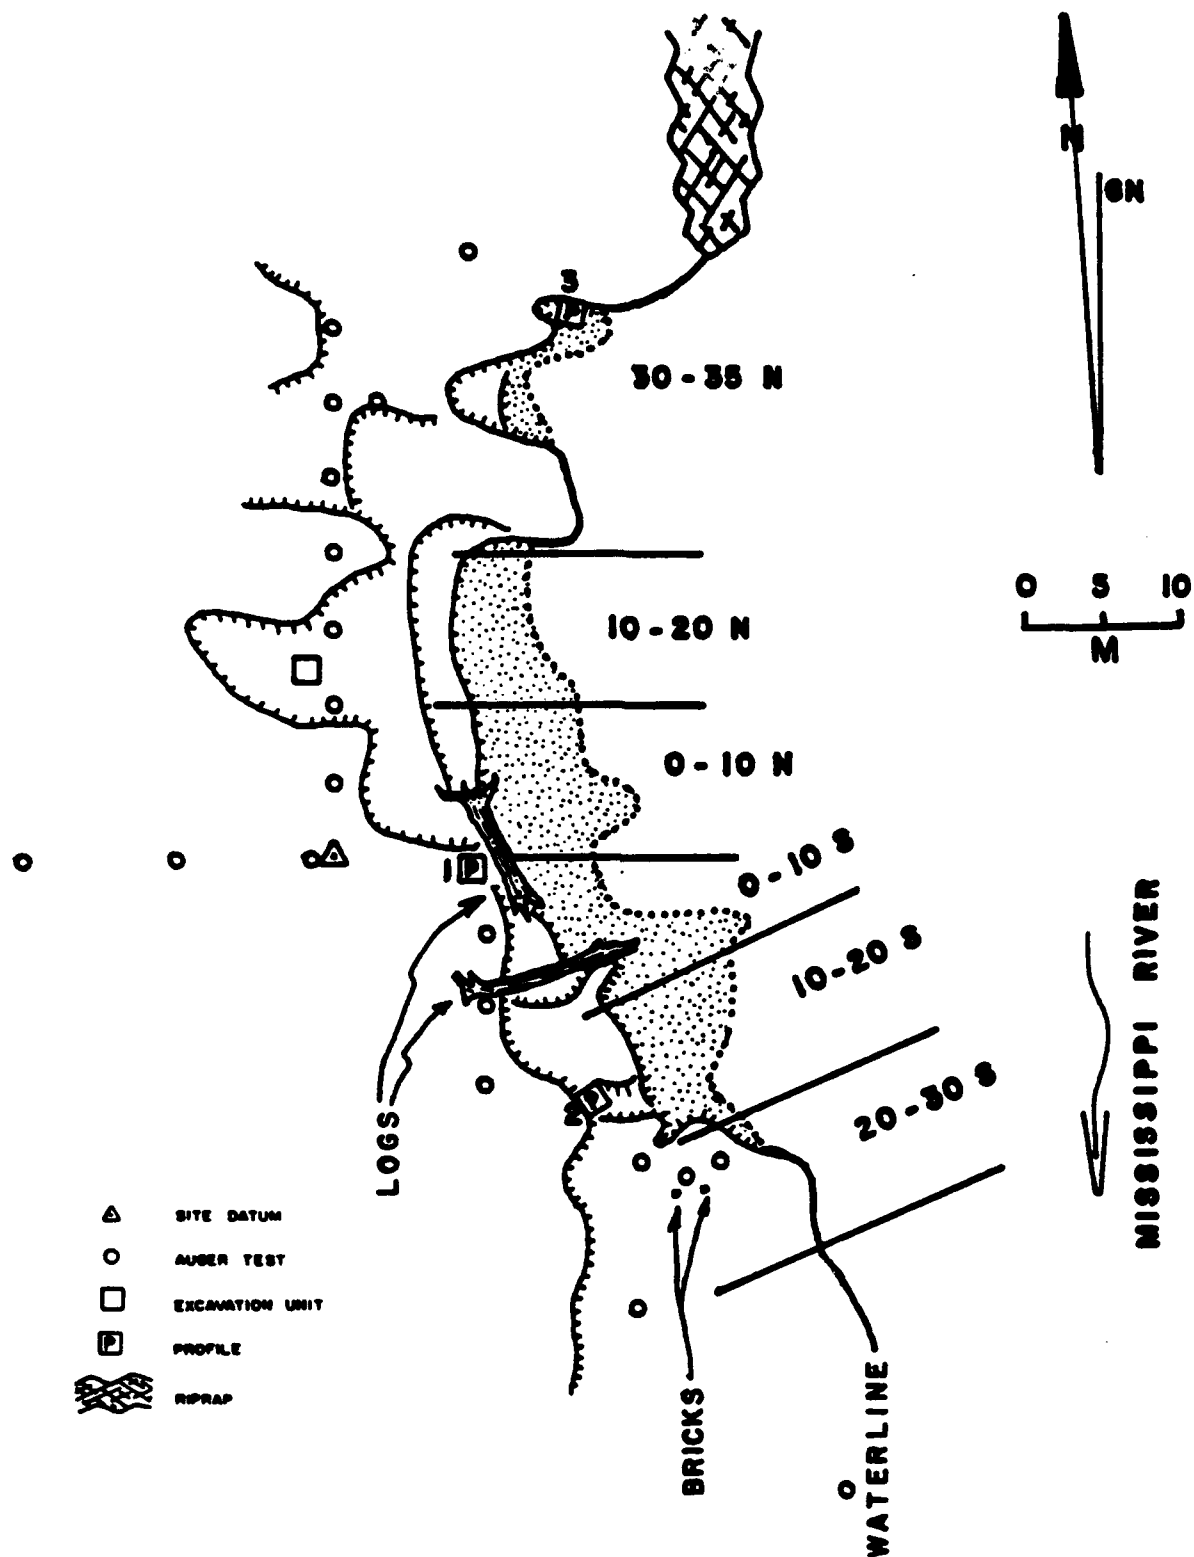 N
GN
3
P
30-35 N
0 5 10
M
10-20 N
0-10 N
0-10 S
1
P
10-20 S
MISSISSIPPI RIVER
20-30 S
2
P
LOGS
SITE DATUM
AUGER TEST
EXCAVATION UNIT
P
PROFILE
RIPRAP
BRICKS
WATERLINE